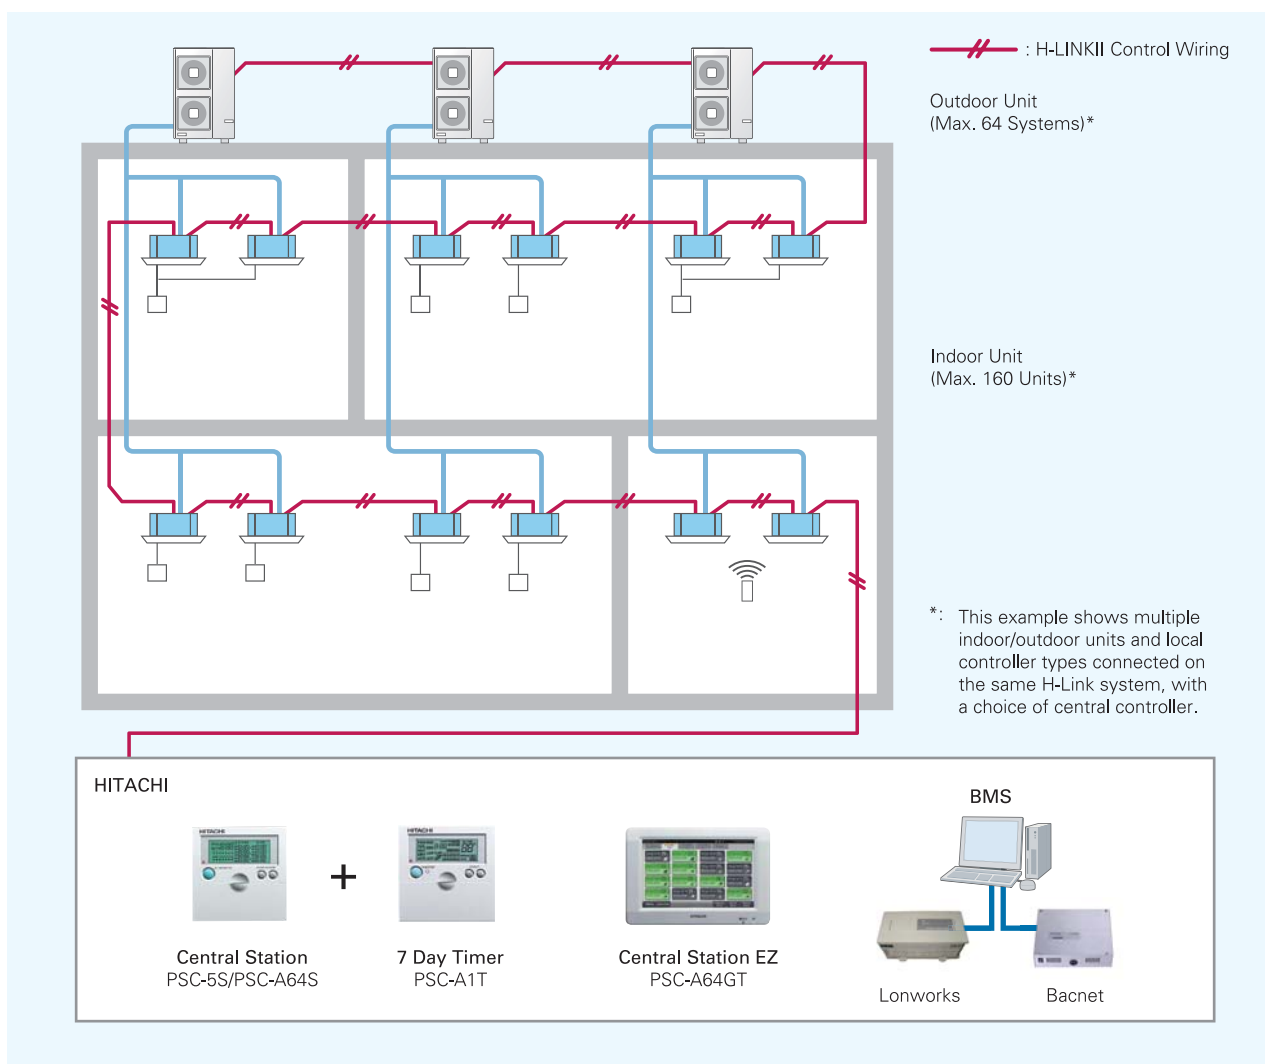 : H-LINKII Control Wiring
Outdoor Unit
(Max. 64 Systems)*
Indoor Unit
(Max. 160 Units)*
*: This example shows multiple
indoor/outdoor units and local
controller types connected on
the same H-Link system, with
a choice of central controller.
HITACHI
BMS
HITACHI
HITACHI
+
Central Station
PSC-5S/PSC-A64S
7 Day Timer
PSC-A1T
Central Station EZ
PSC-A64GT
Lonworks
Bacnet